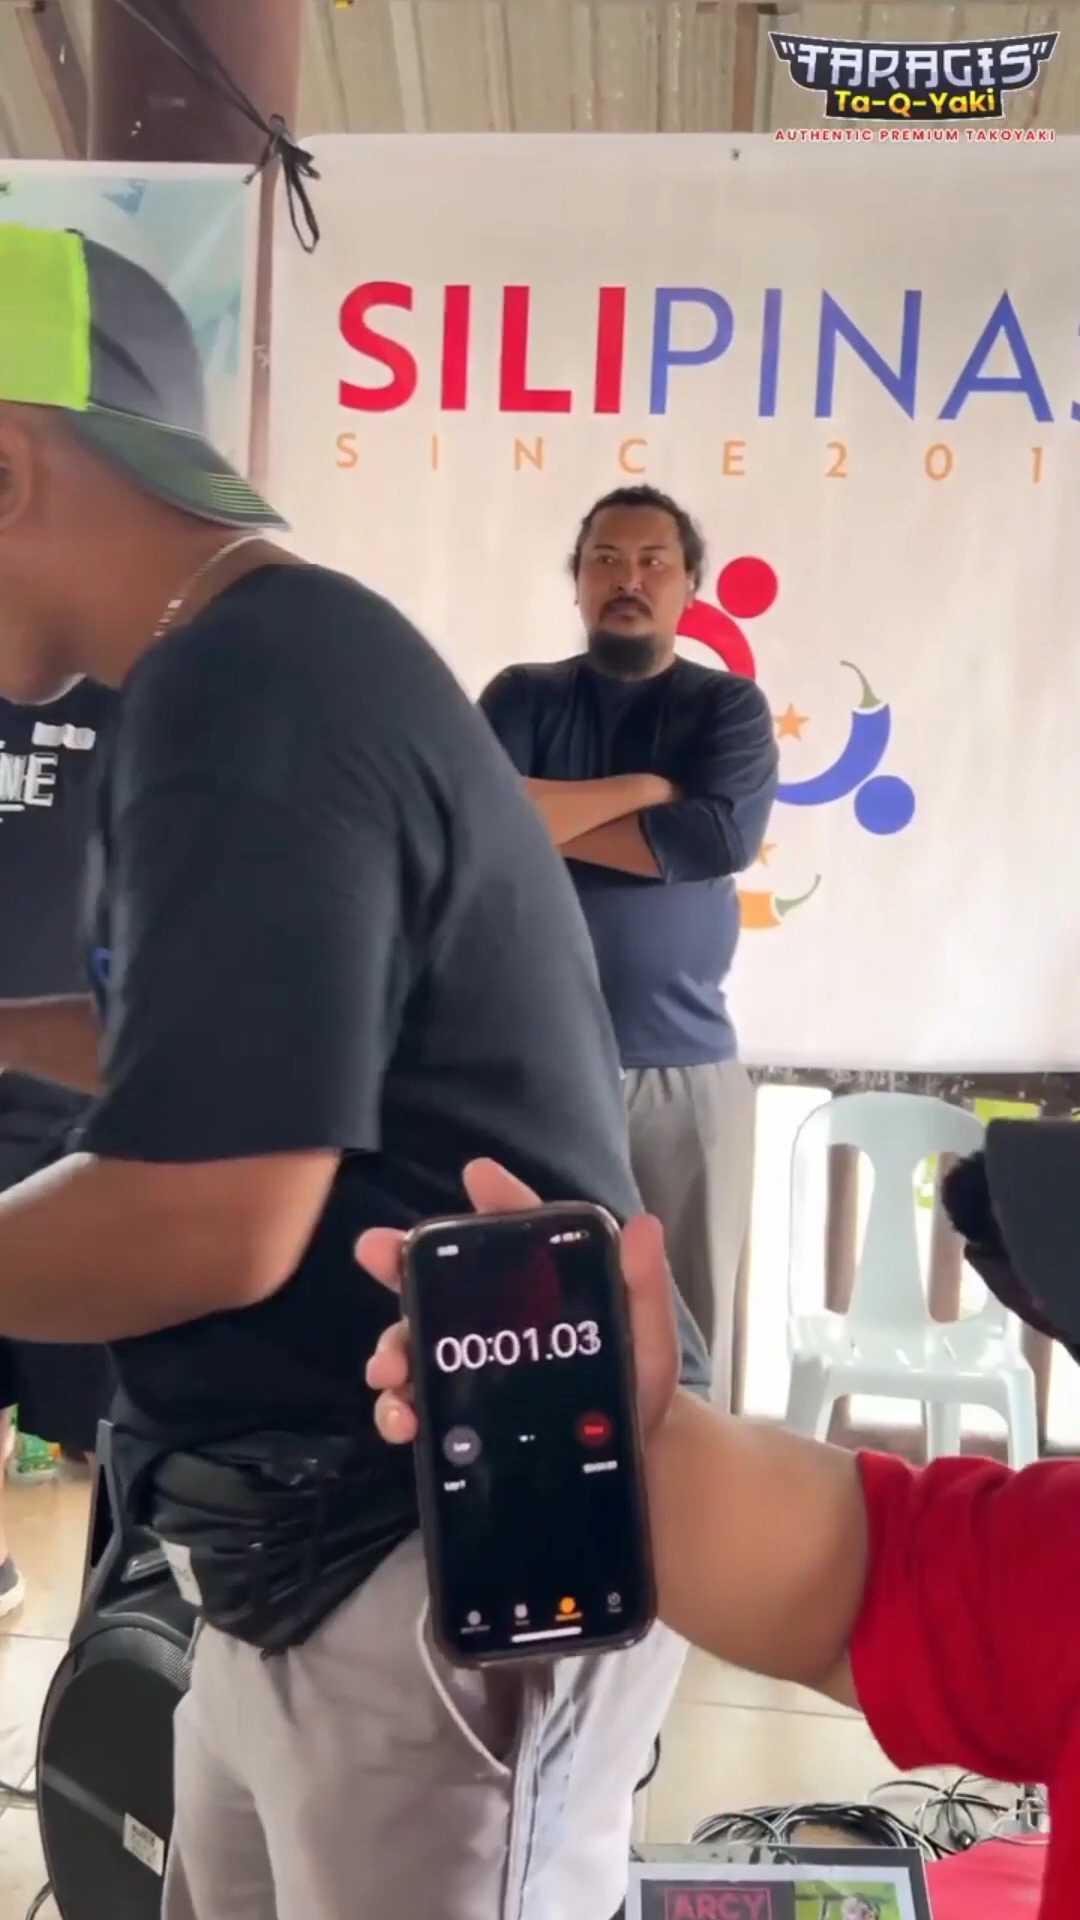 "TARAGIS"
Ta-Q-Yaki
AUTHENTIC PREMIUM TAKOYAKI
SILIPINAS
SINCE 201
00:01.03
ARCY